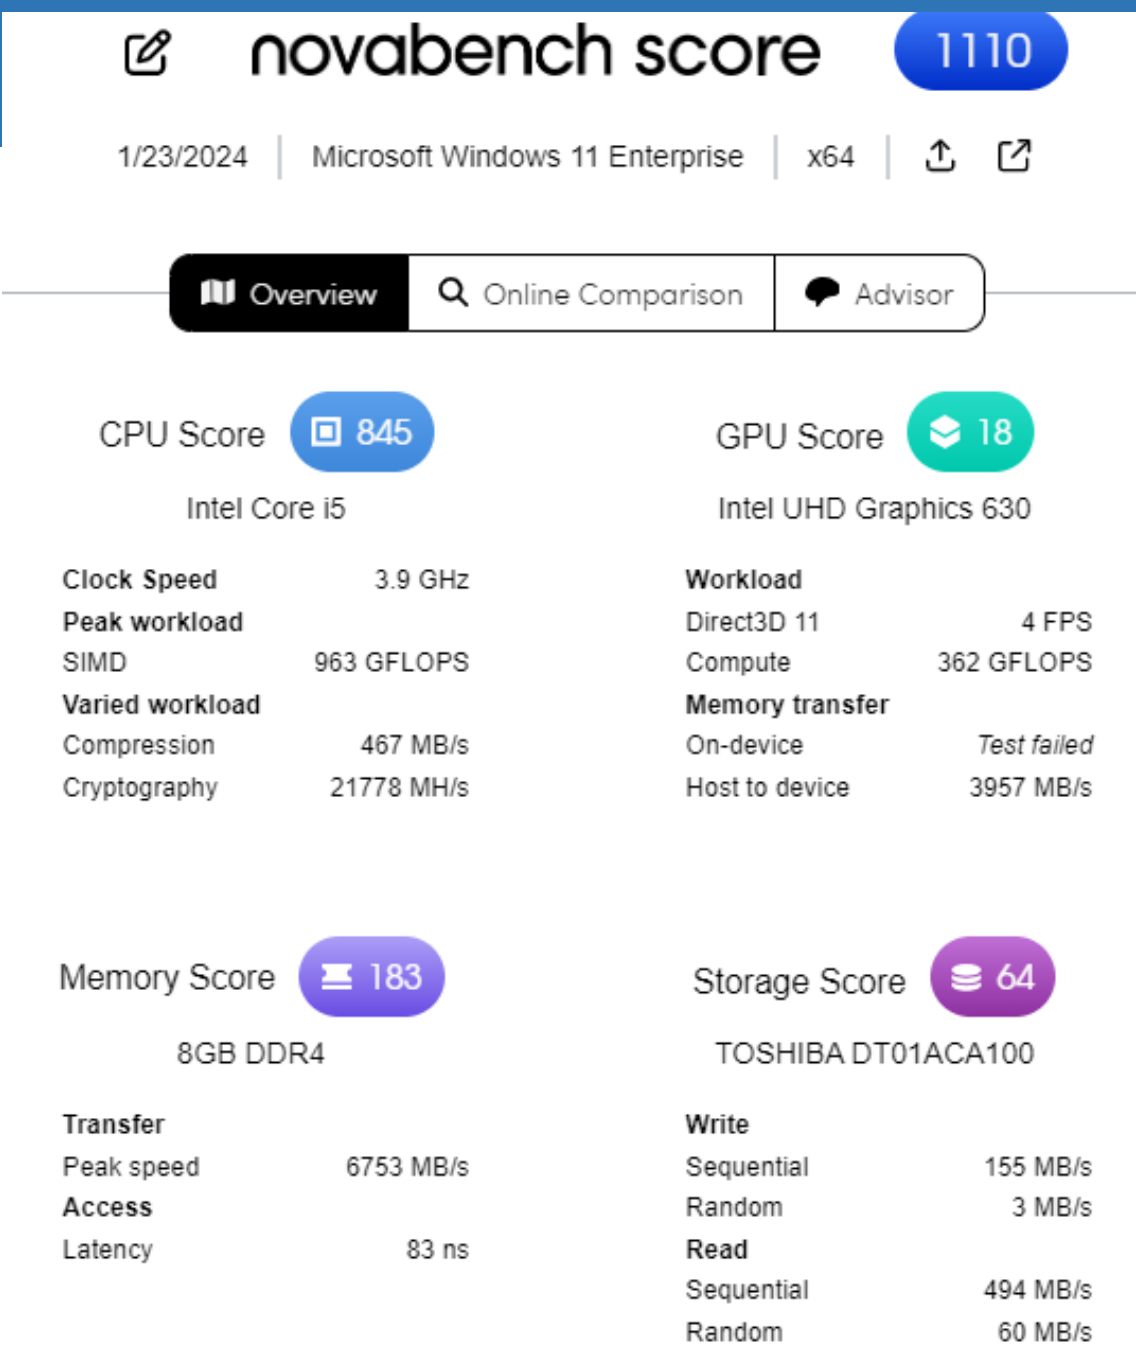 novabench score 1110
1/23/2024 Microsoft Windows 11 Enterprise x64
Overview Online Comparison Advisor
CPU Score 845
Intel Core i5
Clock Speed 3.9 GHz
Peak workload
SIMD 963 GFLOPS
Varied workload
Compression 467 MB/s
Cryptography 21778 MH/s
GPU Score 18
Intel UHD Graphics 630
Workload
Direct3D 11 4 FPS
Compute 362 GFLOPS
Memory transfer
On-device Test failed
Host to device 3957 MB/s
Memory Score 183
8GB DDR4
Transfer
Peak speed 6753 MB/s
Access
Latency 83 ns
Storage Score 64
TOSHIBA DT01ACA100
Write
Sequential 155 MB/s
Random 3 MB/s
Read
Sequential 494 MB/s
Random 60 MB/s